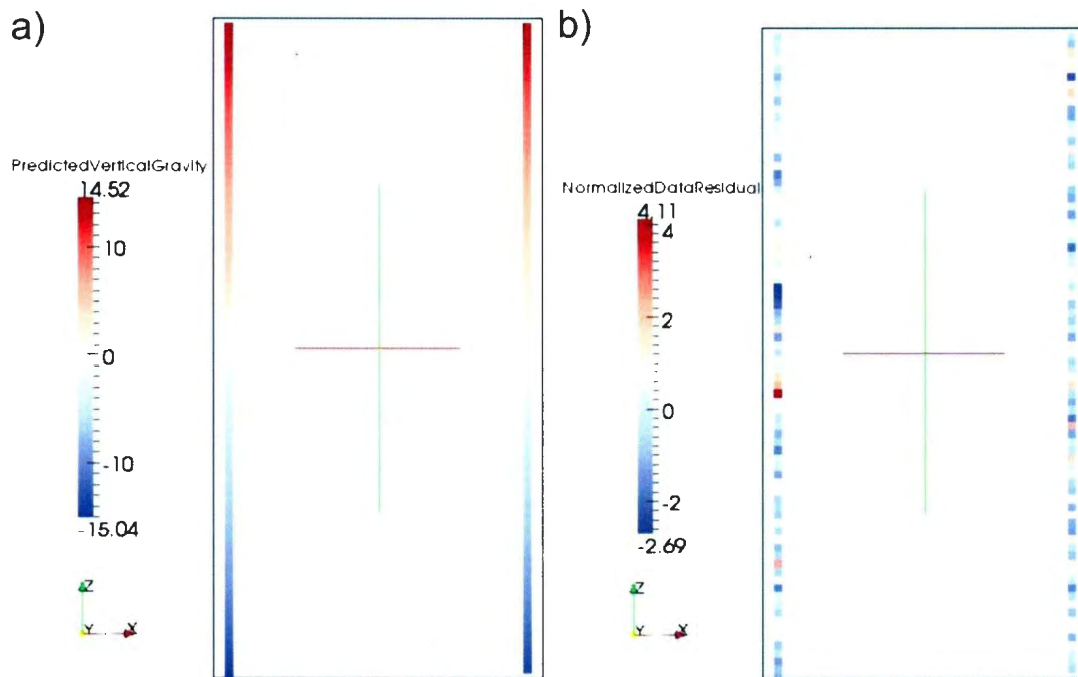 a)
PredictedVerticalGravity
14.52
10
0
-10
-15.04
Z
Y
X
b)
NormalizedDataResidual
4.11
4
2
0
-2
-2.69
Z
Y
X